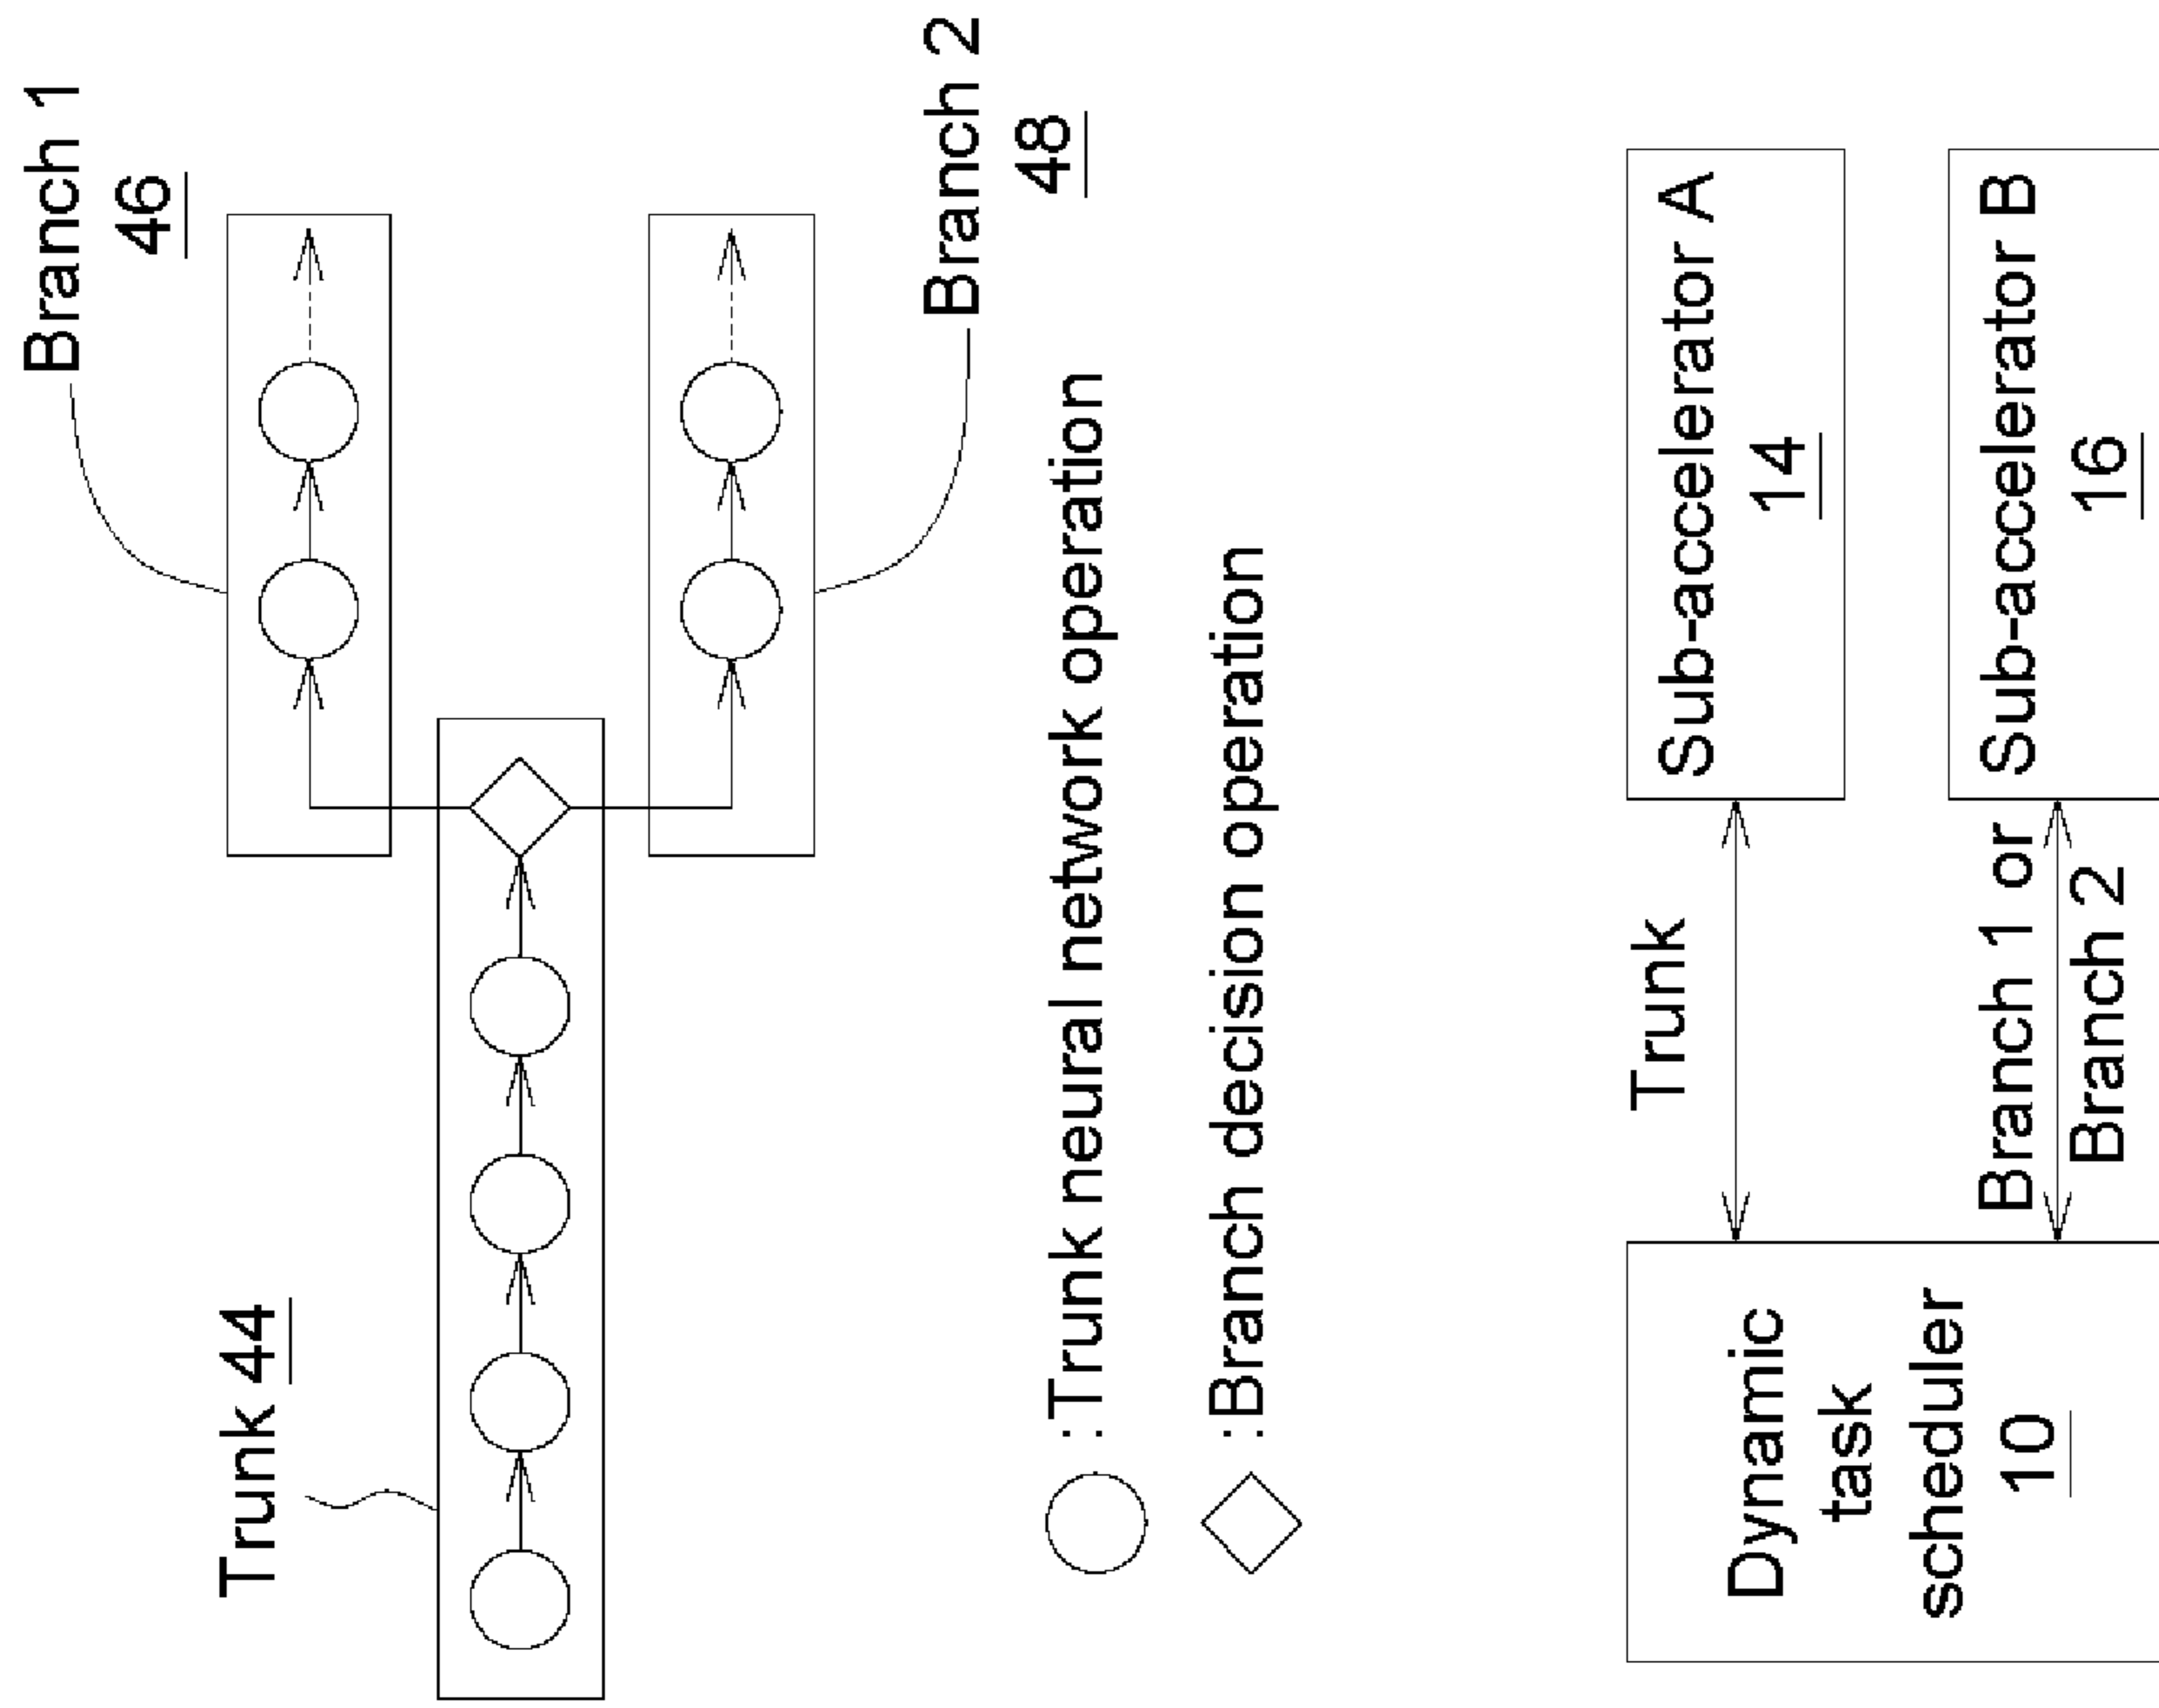 Branch 1
46
Trunk 44
Branch 2
48
:Trunk neural network operation
:Branch decision operation
Trunk
Sub-accelerator A
14
Dynamic
task
scheduler
10
Branch 1 or
Branch 2
Sub-accelerator B
16